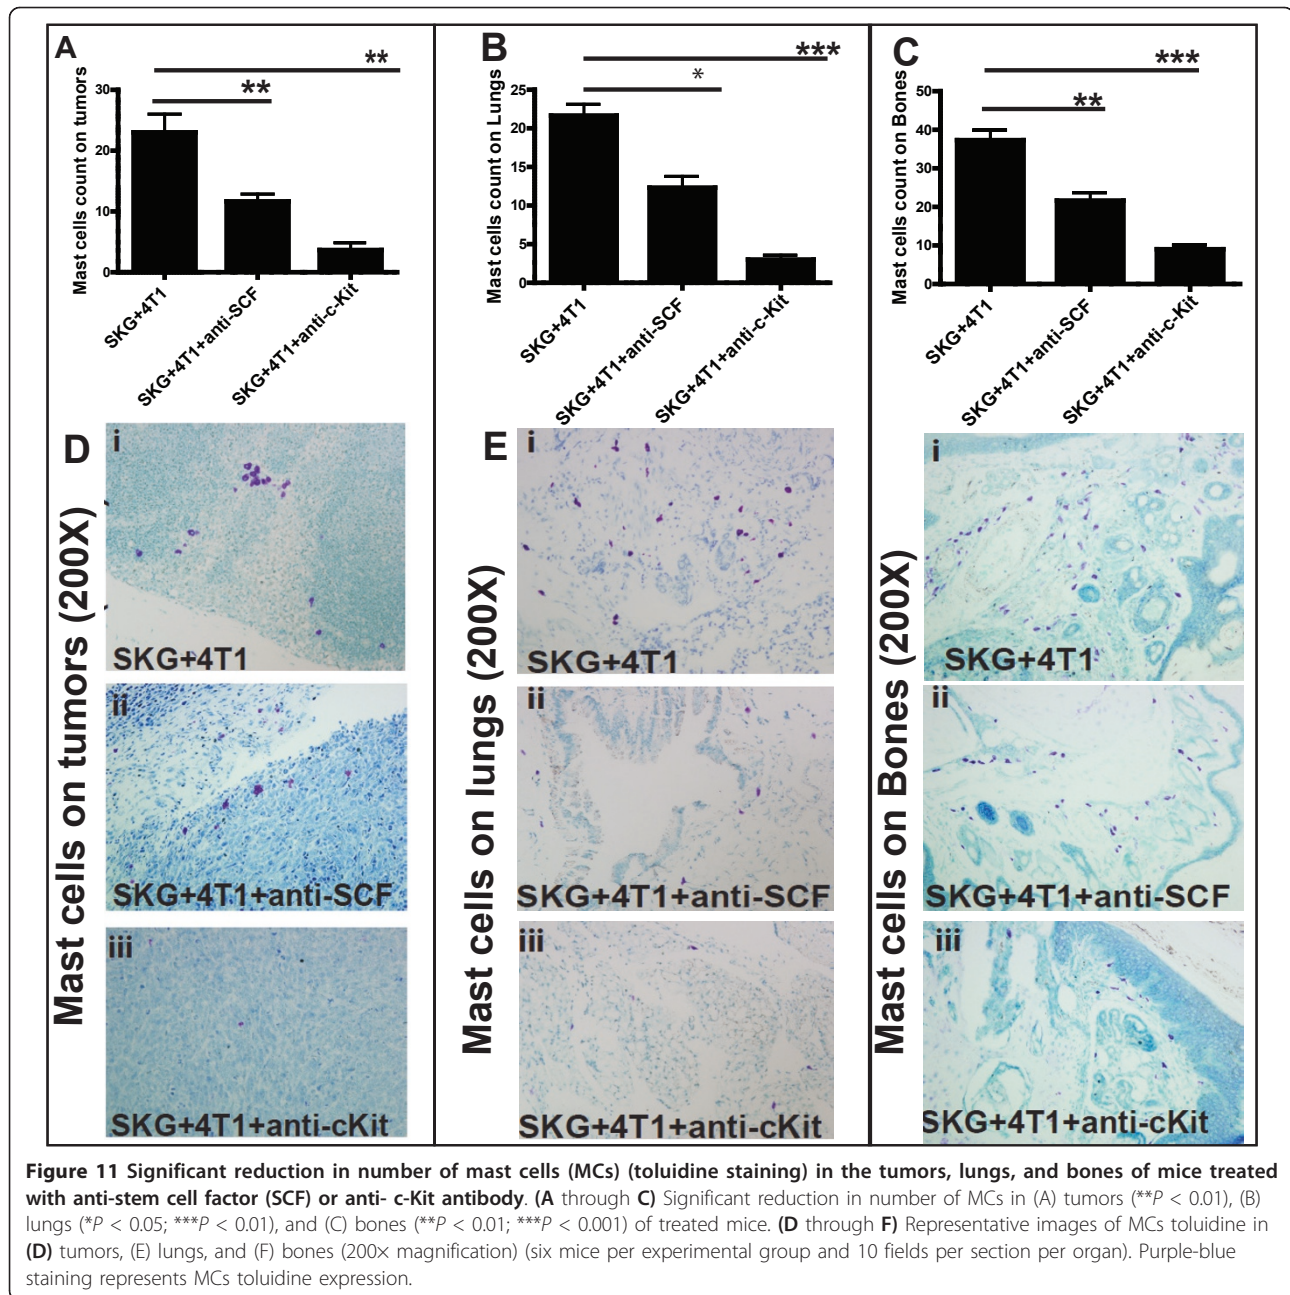 A
**
**
Mast cells count on tumors
30
20
10
0
SKG+4T1
SKG+4T1+anti-SCF
SKG+4T1+anti-c-Kit
B
***
*
Mast cells count on Lungs
25
20
15
10
5
0
SKG+4T1
SKG+4T1+anti-SCF
SKG+4T1+anti-c-Kit
C
***
**
Mast cells count on Bones
50
40
30
20
10
0
SKG+4T1
SKG+4T1+anti-SCF
SKG+4T1+anti-c-Kit
D
Mast cells on tumors (200X)
i
SKG+4T1
ii
SKG+4T1+anti-SCF
iii
SKG+4T1+anti-cKit
E
Mast cells on lungs (200X)
i
SKG+4T1
ii
SKG+4T1+anti-SCF
iii
SKG+4T1+anti-cKit
Mast cells on Bones (200X)
i
SKG+4T1
ii
SKG+4T1+anti-SCF
iii
SKG+4T1+anti-cKit
Figure 11 Significant reduction in number of mast cells (MCs) (toluidine staining) in the tumors, lungs, and bones of mice treated
with anti-stem cell factor (SCF) or anti- c-Kit antibody. (A through C) Significant reduction in number of MCs in (A) tumors (**P < 0.01), (B)
lungs (*P < 0.05; ***P < 0.01), and (C) bones (**P < 0.01; ***P < 0.001) of treated mice. (D through F) Representative images of MCs toluidine in
(D) tumors, (E) lungs, and (F) bones (200× magnification) (six mice per experimental group and 10 fields per section per organ). Purple-blue
staining represents MCs toluidine expression.